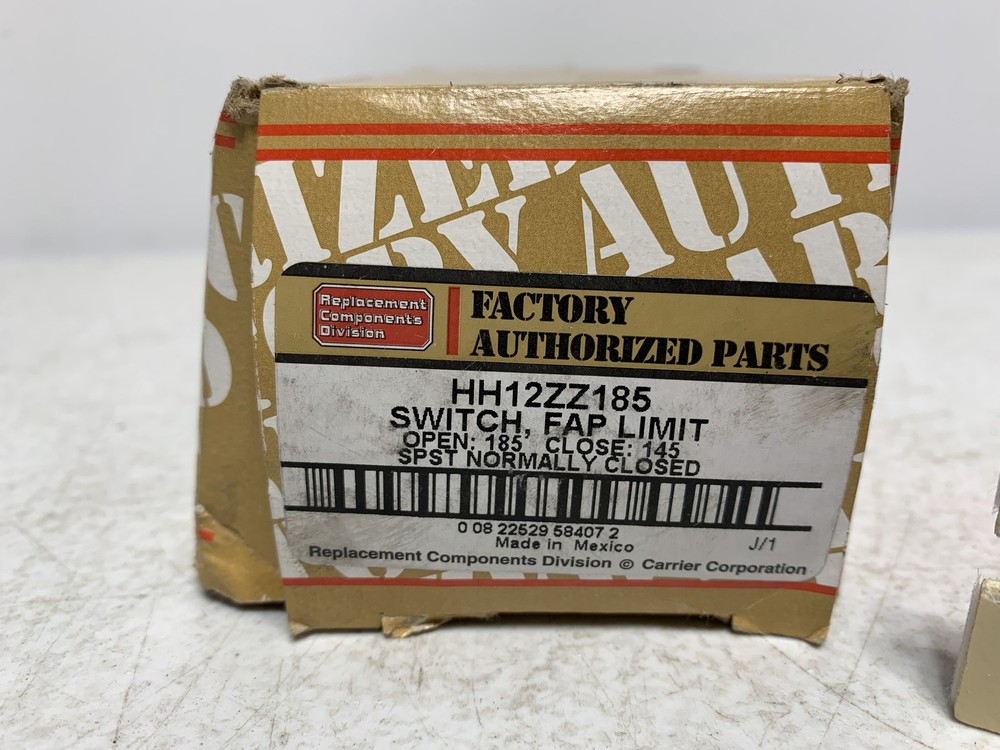 Replacement
Components
Division
FACTORY
AUTHORIZED PARTS
HH12ZZ185
SWITCH, FAP LIMIT
OPEN: 185 CLOSE: 145
SPST NORMALLY CLOSED
0 08 22529 58407 2
Made in Mexico
J/1
Replacement Components Division © Carrier Corporation